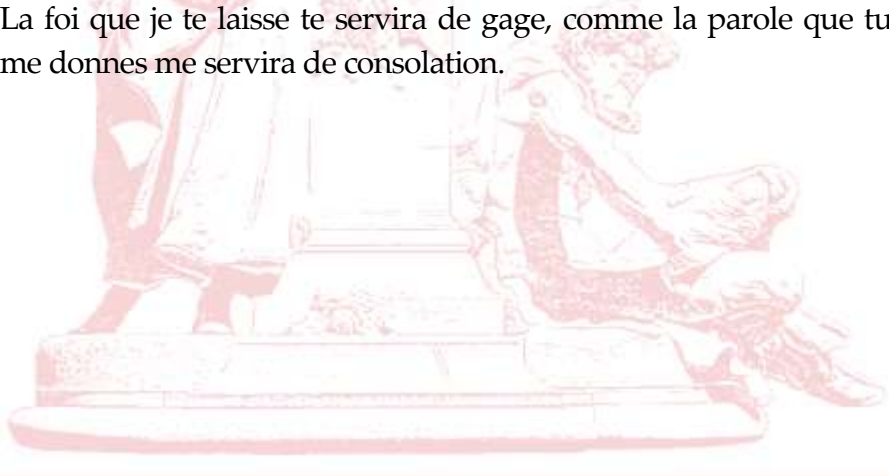 La foi que je te laisse te servira de gage, comme la parole que tu
me donnes me servira de consolation.